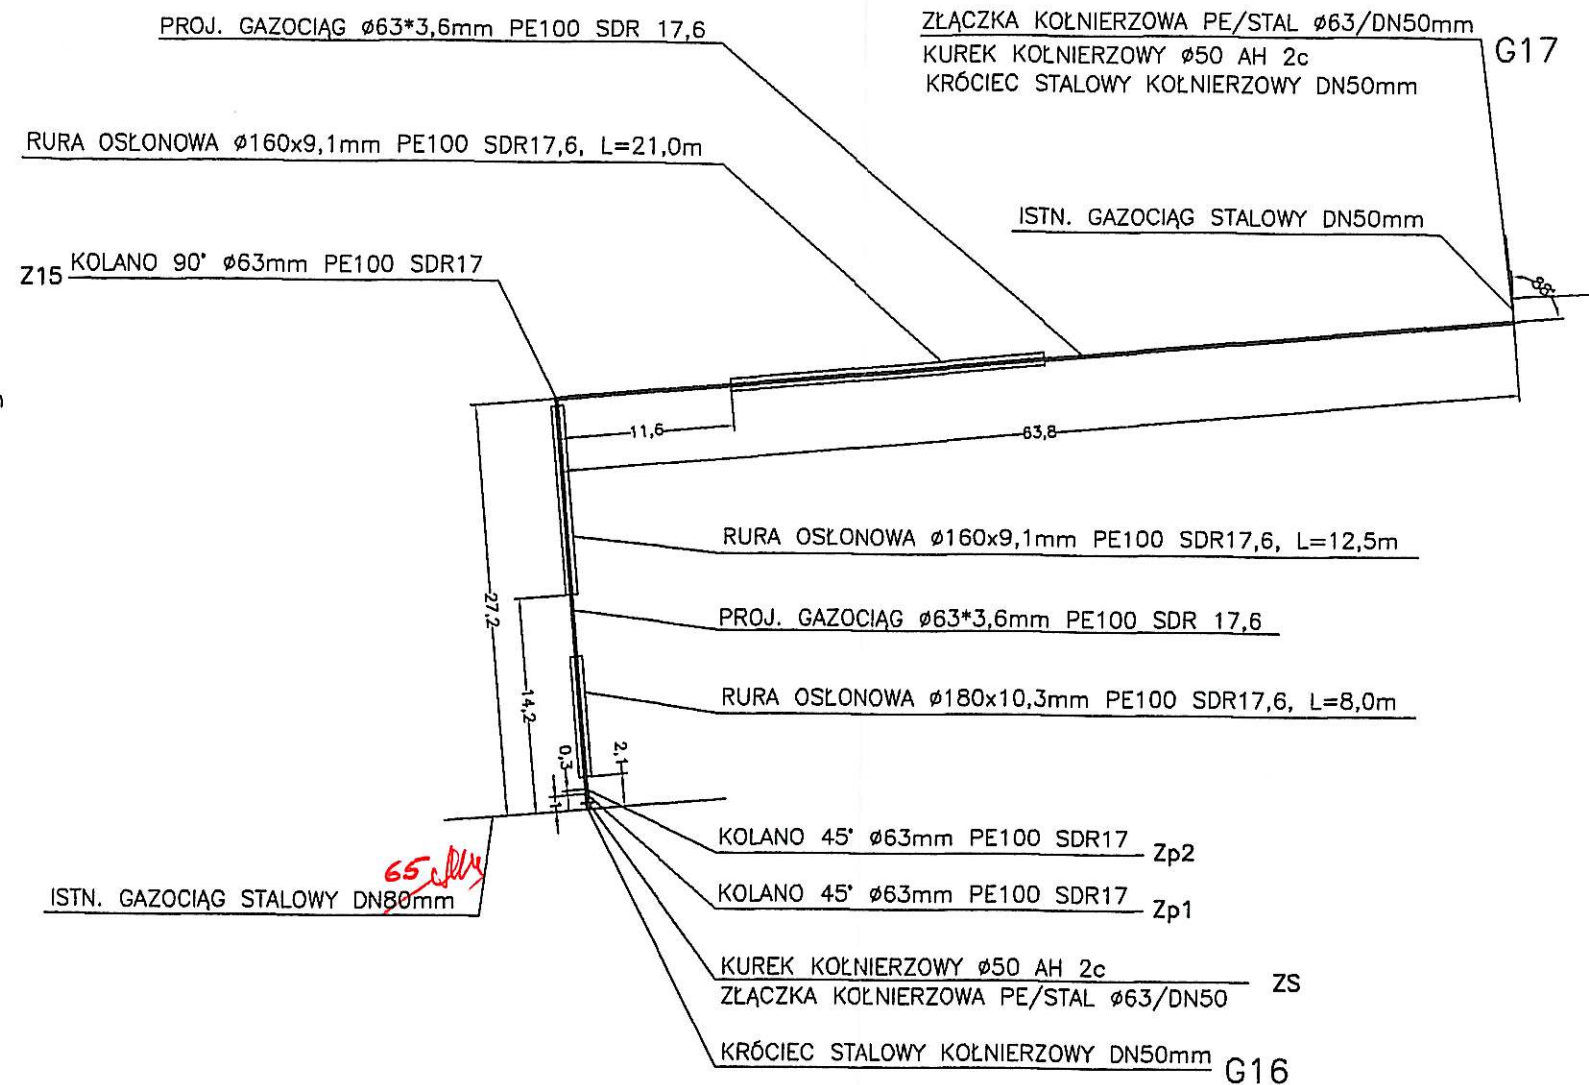 PROJ. GAZOCIĄG ø63*3,6mm PE100 SDR 17,6
ZŁĄCZKA KOŁNIERZOWA PE/STAL ø63/DN50mm
G17
KUREK KOŁNIERZOWY ø50 AH 2c
KRÓCIEC STALOWY KOŁNIERZOWY DN50mm
RURA OSŁONOWA ø160x9,1mm PE100 SDR17,6, L=21,0m
ISTN. GAZOCIĄG STALOWY DN50mm
Z15 KOLANO 90° ø63mm PE100 SDR17
88°
11,6
63,8
RURA OSŁONOWA ø160x9,1mm PE100 SDR17,6, L=12,5m
27,2
PROJ. GAZOCIĄG ø63*3,6mm PE100 SDR 17,6
14,2
RURA OSŁONOWA ø180x10,3mm PE100 SDR17,6, L=8,0m
0,3
2,1
1
KOLANO 45° ø63mm PE100 SDR17 Zp2
65
ISTN. GAZOCIĄG STALOWY DN80mm
KOLANO 45° ø63mm PE100 SDR17 Zp1
KUREK KOŁNIERZOWY ø50 AH 2c
ZS
ZŁĄCZKA KOŁNIERZOWA PE/STAL ø63/DN50
KRÓCIEC STALOWY KOŁNIERZOWY DN50mm G16